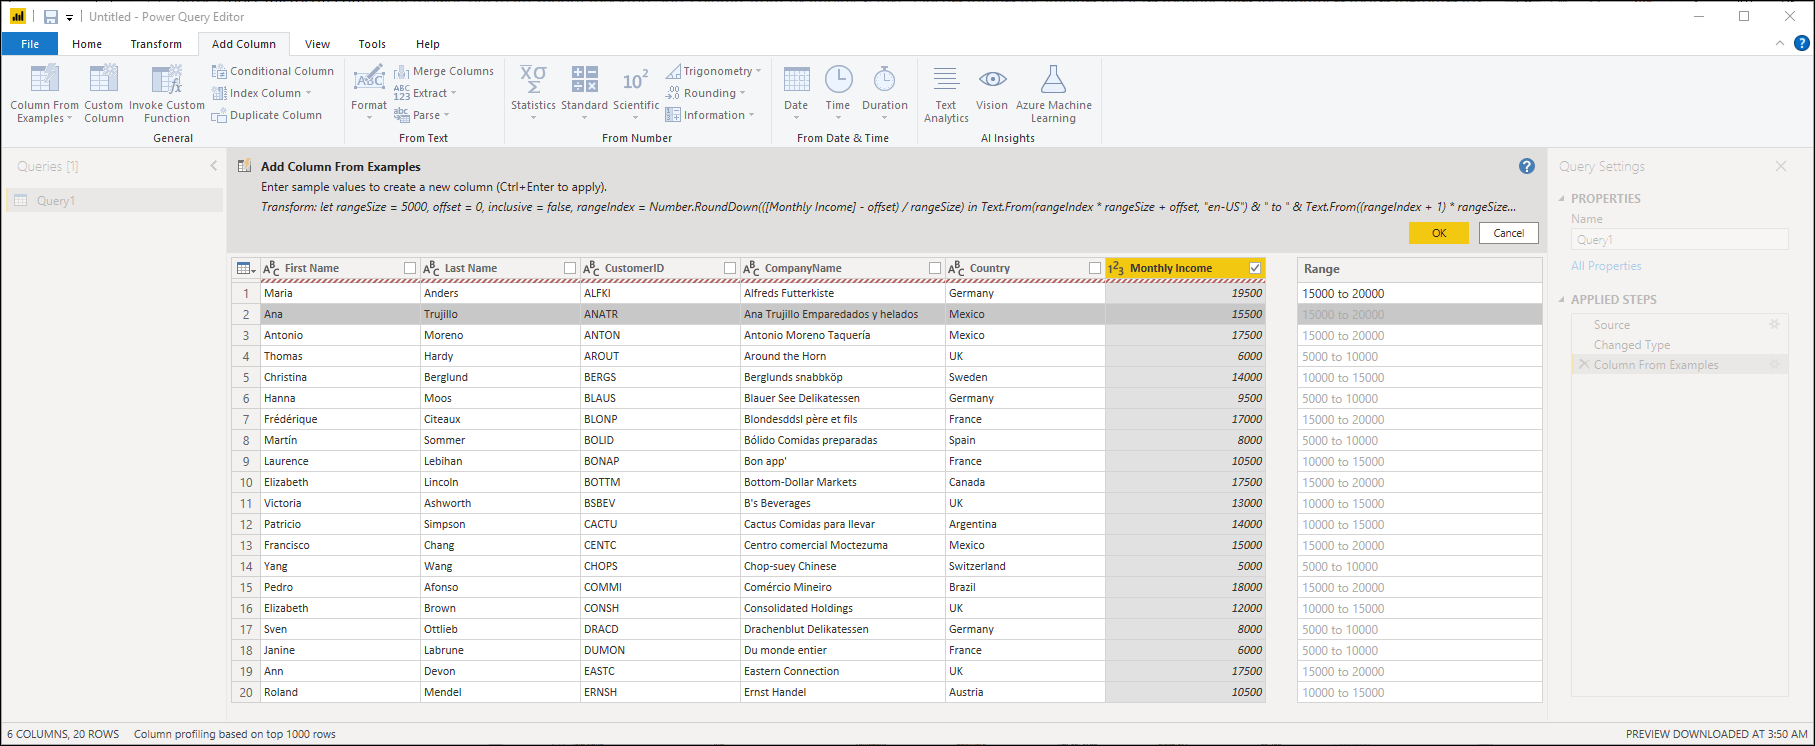 Untitled - Power Query Editor
File Home Transform Add Column View Tools Help
Column From Examples
Custom Column
Invoke Custom Function
Conditional Column
Index Column
Duplicate Column
General
Format
Merge Columns
Extract
Parse
From Text
Statistics
Standard
Scientific
Trigonometry
Rounding
Information
From Number
Date
Time
Duration
From Date & Time
Text Analytics
Vision
Azure Machine Learning
AI Insights
Queries [1]
Query1
Add Column From Examples
Enter sample values to create a new column (Ctrl+Enter to apply).
Transform: let rangeSize = 5000, offset = 0, inclusive = false, rangeIndex = Number.RoundDown(([Monthly Income] - offset) / rangeSize) in Text.From(rangeIndex * rangeSize + offset, "en-US") & " to " & Text.From((rangeIndex + 1) * rangeSize...
OK Cancel
First Name Last Name CustomerID CompanyName Country Monthly Income Range
1 Maria Anders ALFKI Alfreds Futterkiste Germany 19500 15000 to 20000
2 Ana Trujillo ANATR Ana Trujillo Emparedados y helados Mexico 15500 15000 to 20000
3 Antonio Moreno ANTON Antonio Moreno Taquería Mexico 17500 15000 to 20000
4 Thomas Hardy AROUT Around the Horn UK 6000 5000 to 10000
5 Christina Berglund BERGS Berglunds snabbköp Sweden 14000 10000 to 15000
6 Hanna Moos BLAUS Blauer See Delikatessen Germany 9500 5000 to 10000
7 Frédérique Citeaux BLONP Blondesddsl père et fils France 17000 15000 to 20000
8 Martín Sommer BOLID Bólido Comidas preparadas Spain 8000 5000 to 10000
9 Laurence Lebihan BONAP Bon app' France 10500 10000 to 15000
10 Elizabeth Lincoln BOTTM Bottom-Dollar Markets Canada 17500 15000 to 20000
11 Victoria Ashworth BSBEV B's Beverages UK 13000 10000 to 15000
12 Patricio Simpson CACTU Cactus Comidas para llevar Argentina 14000 10000 to 15000
13 Francisco Chang CENTC Centro comercial Moctezuma Mexico 15000 15000 to 20000
14 Yang Wang CHOPS Chop-suey Chinese Switzerland 5000 5000 to 10000
15 Pedro Afonso COMMI Comércio Mineiro Brazil 18000 15000 to 20000
16 Elizabeth Brown CONSH Consolidated Holdings UK 12000 10000 to 15000
17 Sven Ottlieb DRACD Drachenblut Delikatessen Germany 8000 5000 to 10000
18 Janine Labrune DUMON Du monde entier France 6000 5000 to 10000
19 Ann Devon EASTC Eastern Connection UK 17500 15000 to 20000
20 Roland Mendel ERNSH Ernst Handel Austria 10500 10000 to 15000
Query Settings
PROPERTIES
Name
Query1
All Properties
APPLIED STEPS
Source
Changed Type
Column From Examples
6 COLUMNS, 20 ROWS Column profiling based on top 1000 rows
PREVIEW DOWNLOADED AT 3:50 AM